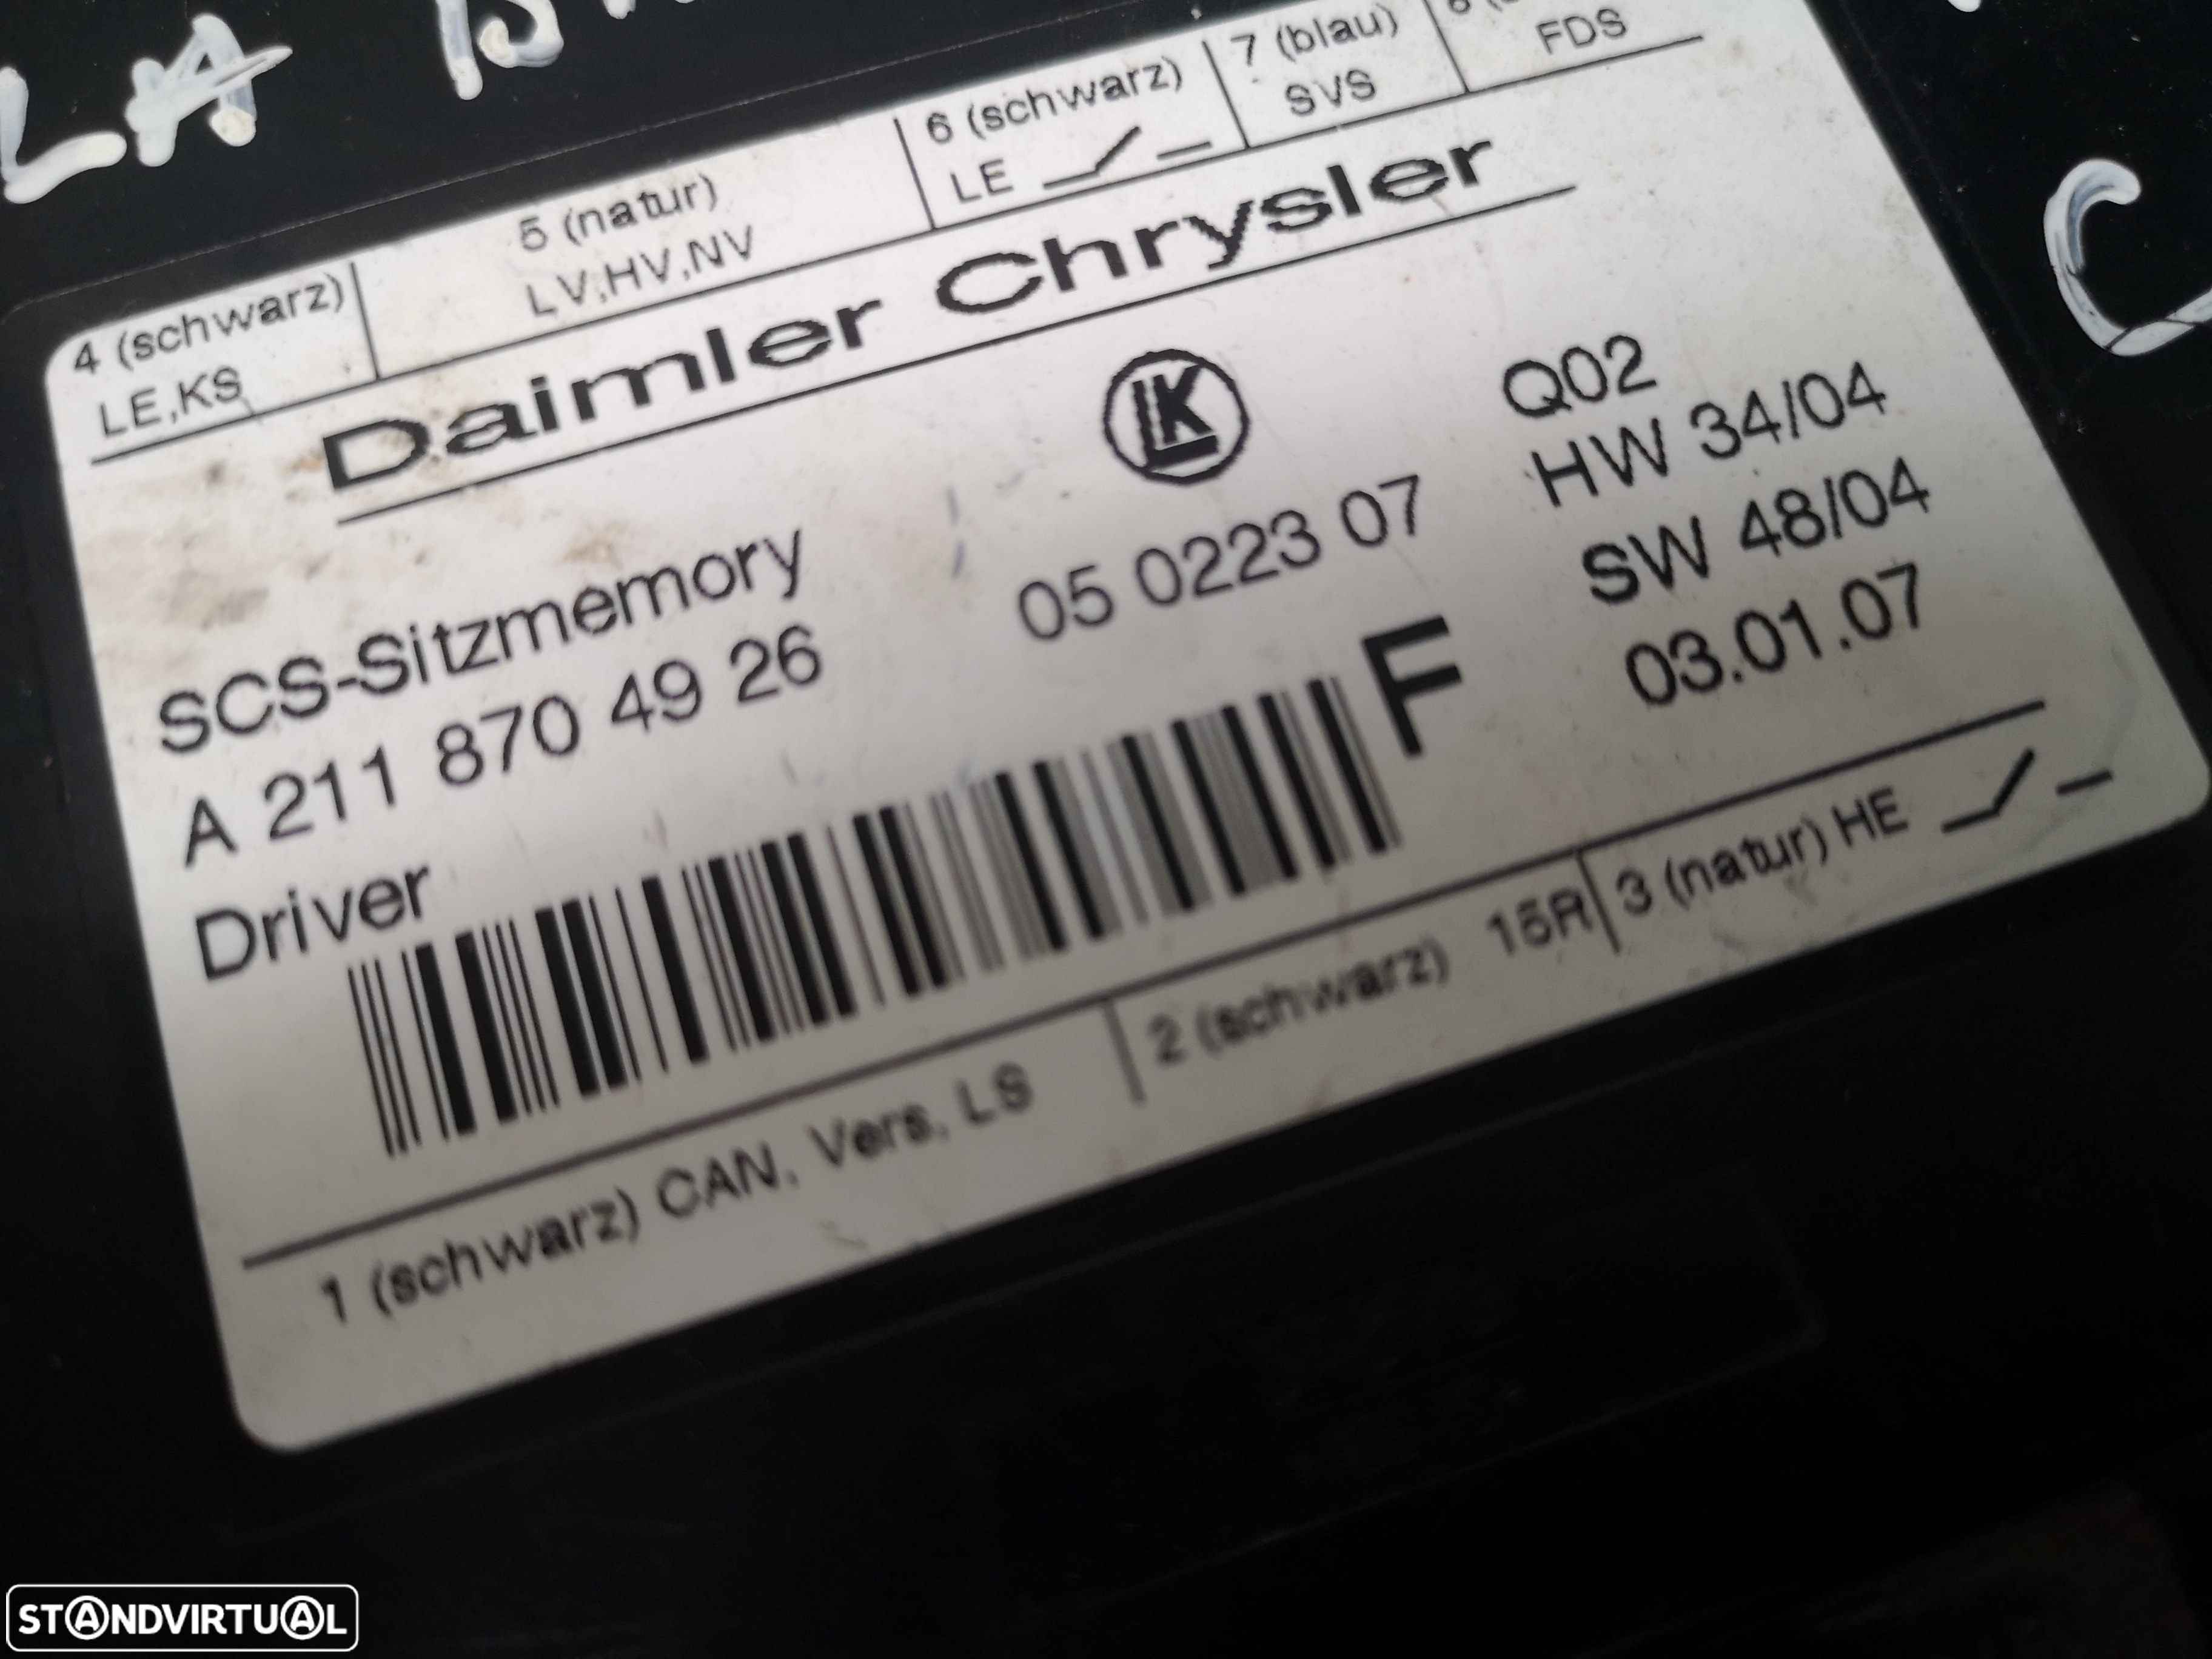 LA
4 (schwarz)
LE,KS
5 (natur)
LV,HV,NV
6 (schwarz)
LE
7 (blau)
SVS
FDS
Daimler Chrysler
LK
SCS-Sitzmemory
05 0223 07
Q02
HW 34/04
SW 48/04
03.01.07
A 211 870 49 26
Driver
F
1 (schwarz) CAN, Vers, LS
2 (schwarz) 15R
3 (natur) HE
STANDVIRTUAL